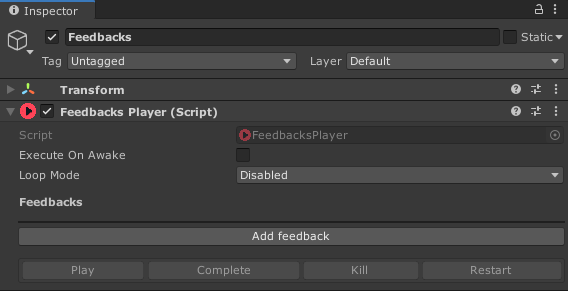 Inspector
Feedbacks
Static
Tag Untagged Layer Default
Transform
Feedbacks Player (Script)
Script FeedbacksPlayer
Execute On Awake
Loop Mode Disabled
Feedbacks
Add feedback
Play Complete Kill Restart